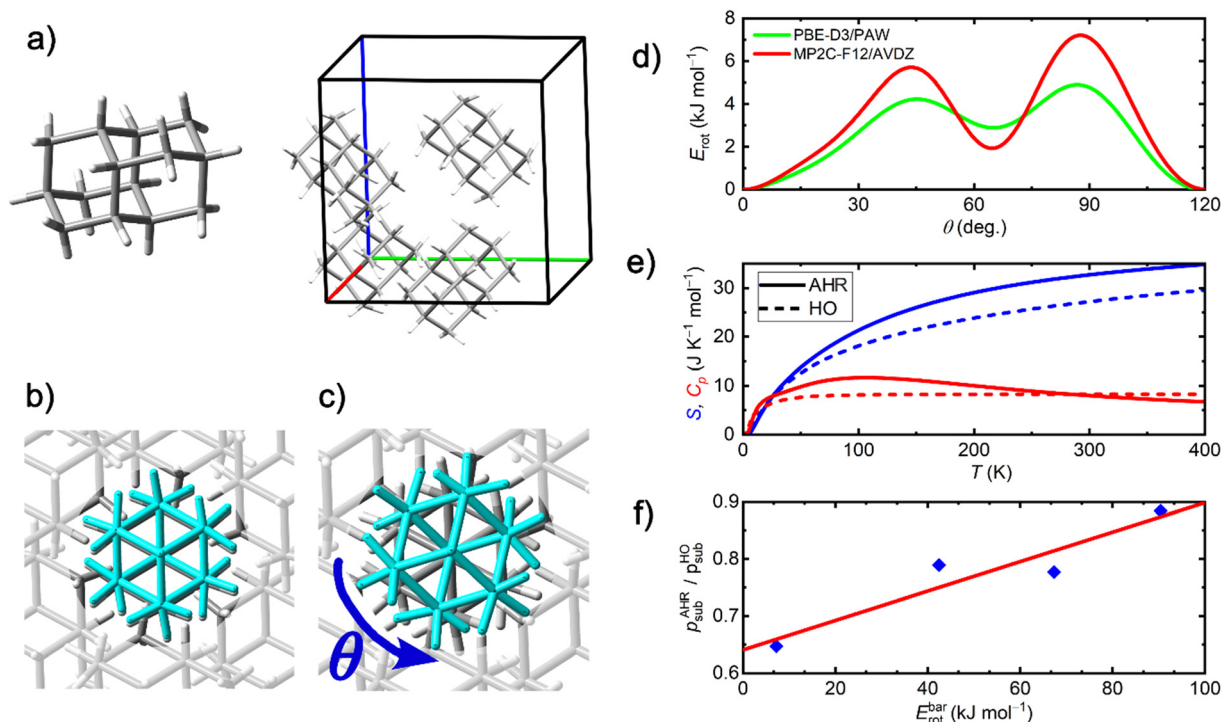 a)
b)
c)
θ
d)
PBE-D3/PAW
MP2C-F12/AVDZ
E_rot (kJ mol⁻¹)
8
6
4
2
0
0 30 60 90 120
θ (deg.)
e)
AHR
HO
S, C_p (J K⁻¹ mol⁻¹)
30
20
10
0
0 100 200 300 400
T (K)
f)
p_sub^AHR / p_sub^HO
0.9
0.8
0.7
0.6
0 20 40 60 80 100
E_rot^bar (kJ mol⁻¹)